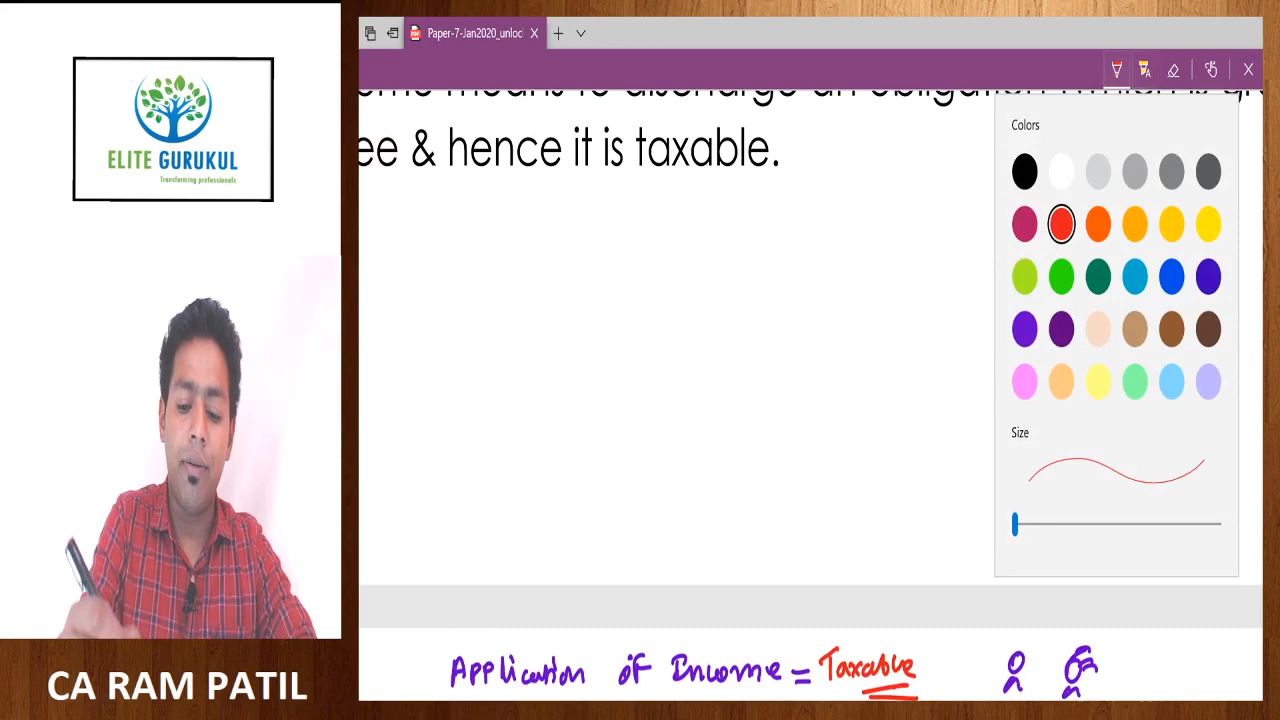 Paper-7-Jan2020_unloc
ELITE GURUKUL
Transforming professionals
ee & hence it is taxable.
Colors
Size
Application of Income = Taxable
CA RAM PATIL